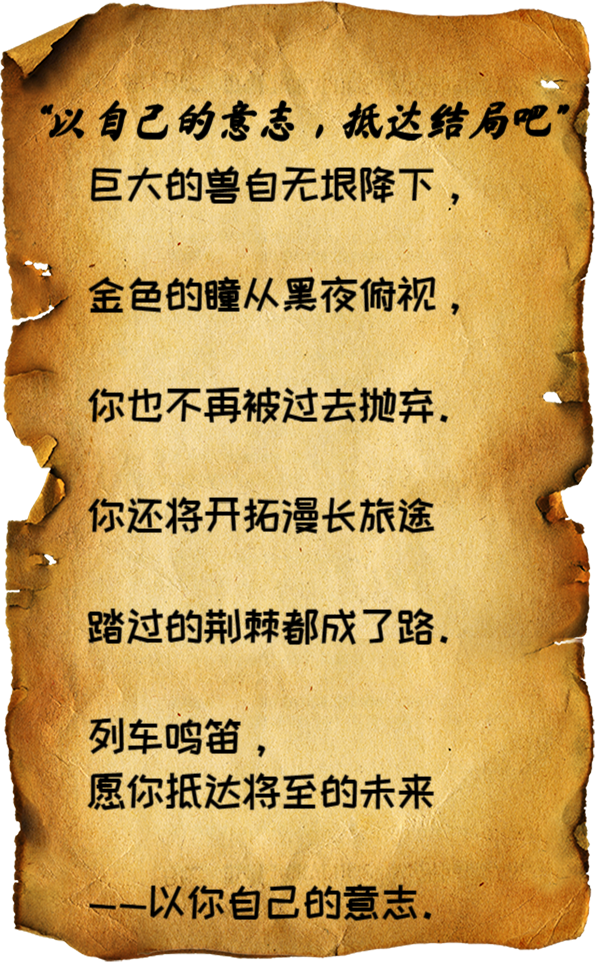 “以自己的意志，抵达结局吧”
巨大的兽自无垠降下，
金色的瞳从黑夜俯视，
你也不再被过去抛弃.
你还将开拓漫长旅途
踏过的荆棘都成了路.
列车鸣笛，
愿你抵达将至的未来
——以你自己的意志.